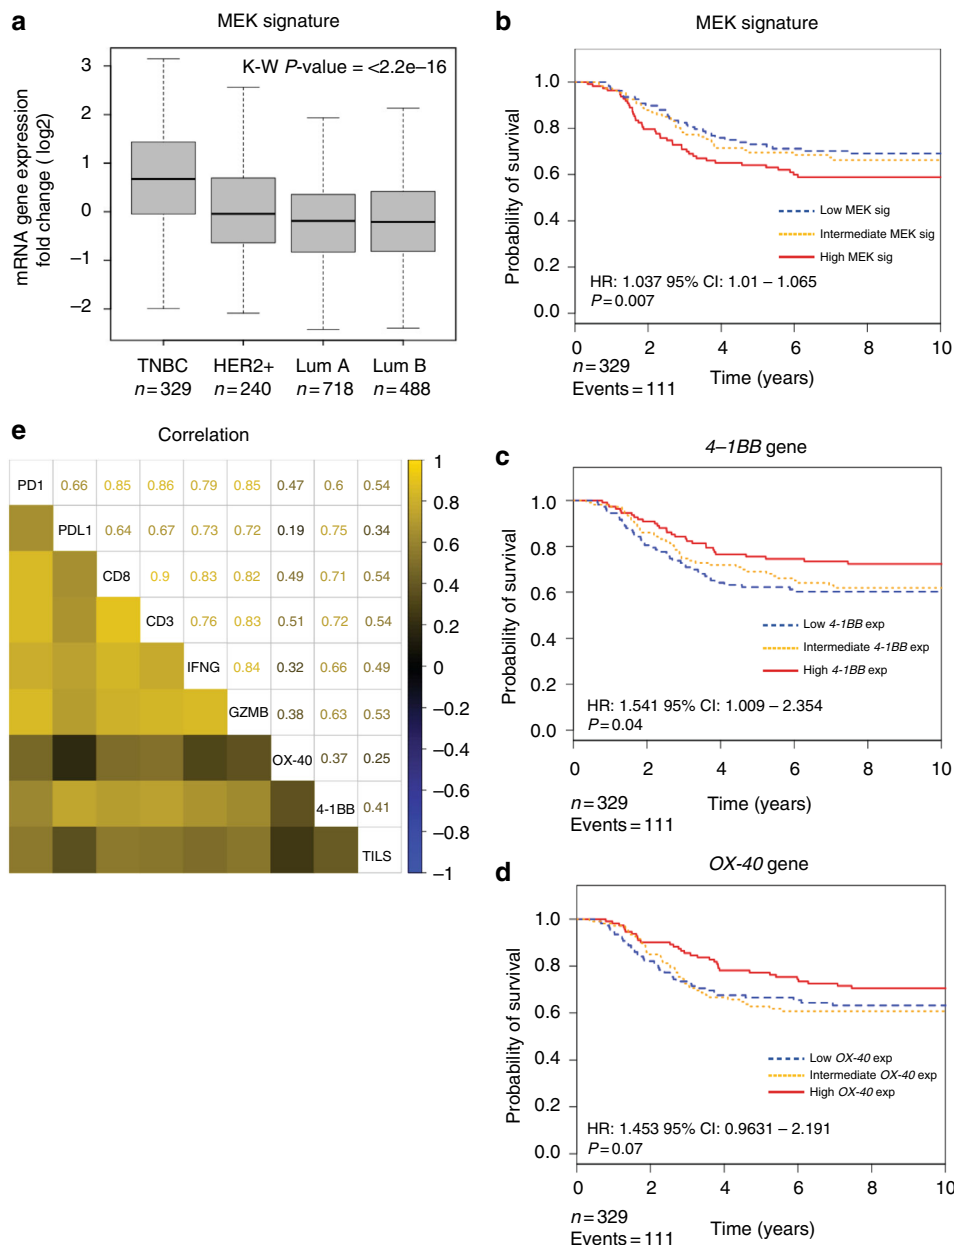 a
MEK signature
K-W P-value = <2.2e−16
mRNA gene expression
fold change ( log2)
3
2
1
0
−1
−2
TNBC HER2+ Lum A Lum B
n=329 n=240 n=718 n=488
b
MEK signature
Probability of survival
1.0
0.8
0.6
0.4
0.2
0.0
Low MEK sig
Intermediate MEK sig
High MEK sig
HR: 1.037 95% CI: 1.01 – 1.065
P=0.007
0 2 4 6 8 10
n=329
Events=111
Time (years)
e
Correlation
PD1 0.66 0.85 0.86 0.79 0.85 0.47 0.6 0.54
PDL1 0.64 0.67 0.73 0.72 0.19 0.75 0.34
CD8 0.9 0.83 0.82 0.49 0.71 0.54
CD3 0.76 0.83 0.51 0.72 0.54
IFNG 0.84 0.32 0.66 0.49
GZMB 0.38 0.63 0.53
OX-40 0.37 0.25
4-1BB 0.41
TILS
1
0.8
0.6
0.4
0.2
0
−0.2
−0.4
−0.6
−0.8
−1
c
4–1BB gene
Probability of survival
1.0
0.8
0.6
0.4
0.2
0.0
Low 4-1BB exp
Intermediate 4-1BB exp
High 4-1BB exp
HR: 1.541 95% CI: 1.009 – 2.354
P=0.04
0 2 4 6 8 10
n=329
Events=111
Time (years)
d
OX-40 gene
Probability of survival
1.0
0.8
0.6
0.4
0.2
0.0
Low OX-40 exp
Intermediate OX-40 exp
High OX-40 exp
HR: 1.453 95% CI: 0.9631 – 2.191
P=0.07
0 2 4 6 8 10
n=329
Events=111
Time (years)